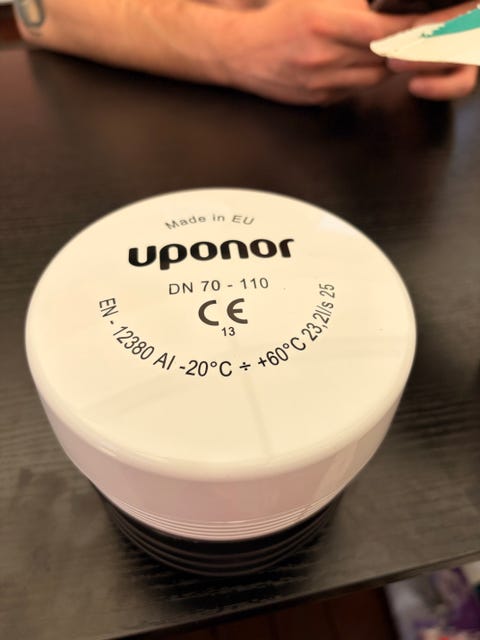 Made in EU
uponor
DN 70 - 110
CE
13
EN - 12380 AI -20°C ÷ +60°C 23,2l/s 25